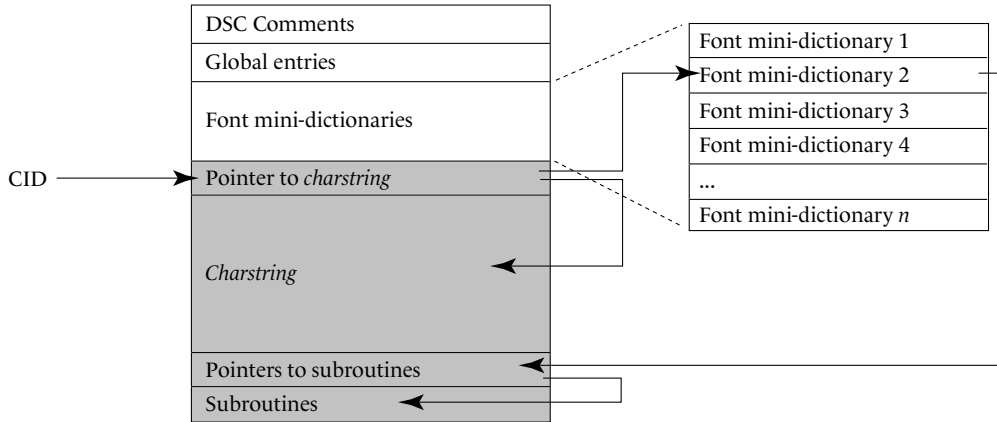 DSC Comments
Global entries
Font mini-dictionaries
CID
Pointer to charstring
Charstring
Pointers to subroutines
Subroutines
Font mini-dictionary 1
Font mini-dictionary 2
Font mini-dictionary 3
Font mini-dictionary 4
...
Font mini-dictionary n